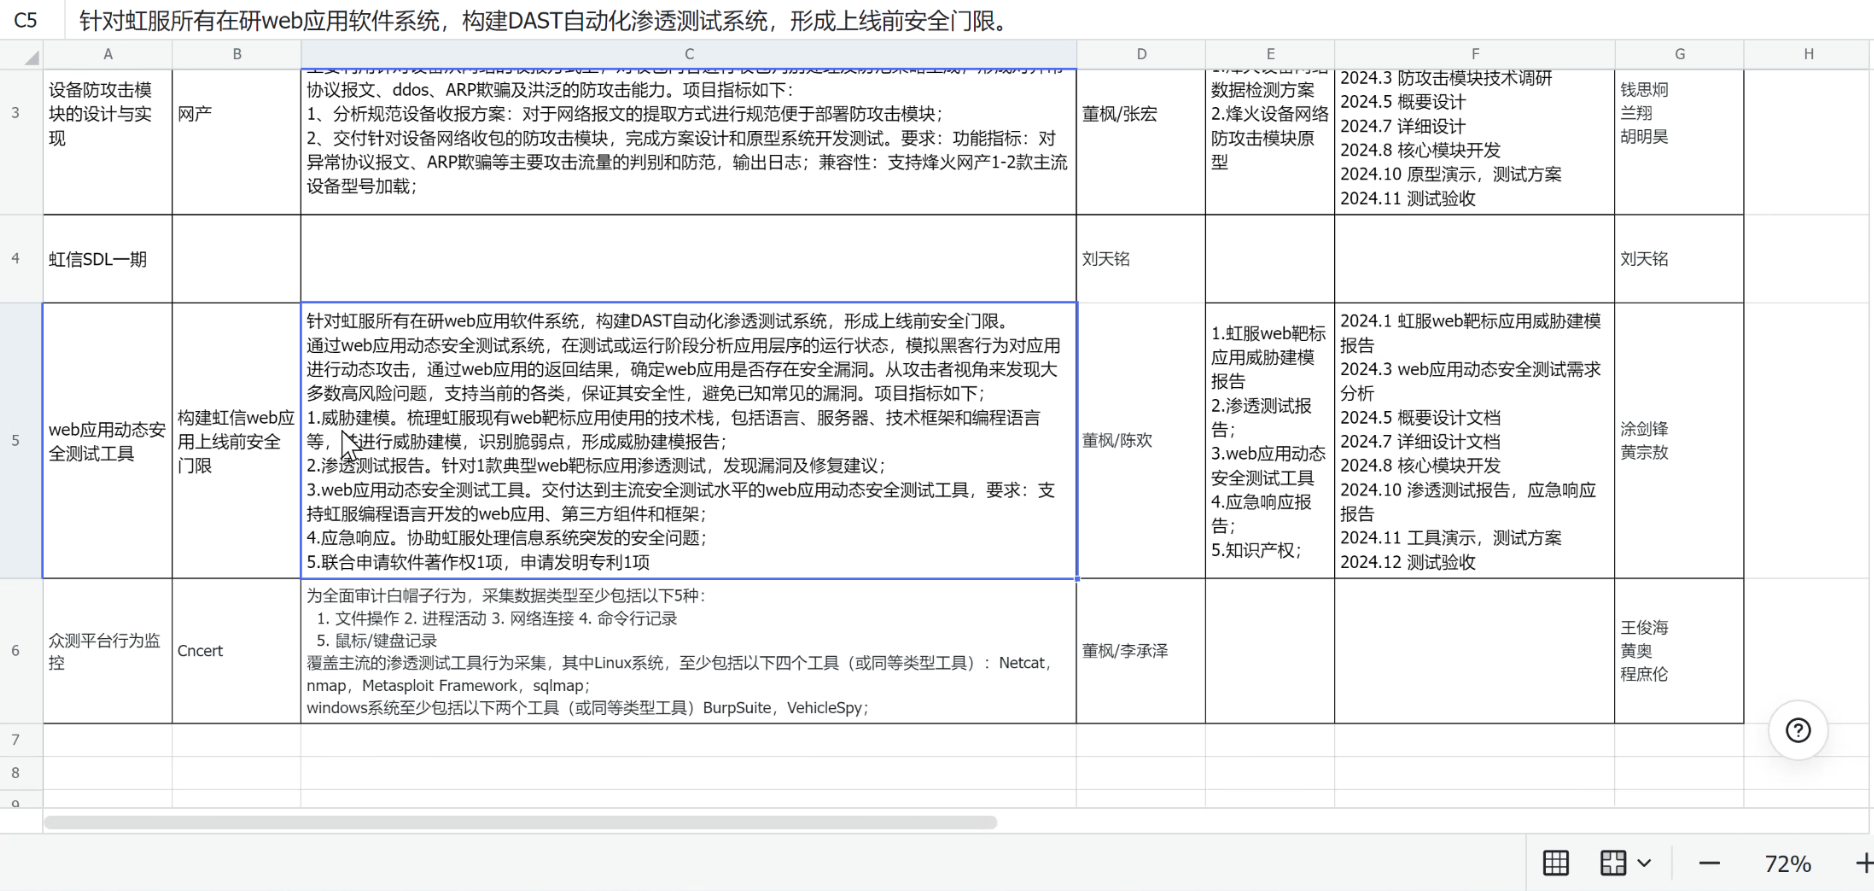 C5 针对虹服所有在研web应用软件系统，构建DAST自动化渗透测试系统，形成上线前安全门限。
A B C D E F G H
3
设备防攻击模
块的设计与实
现
网产
协议报文、ddos、ARP欺骗及洪泛的防攻击能力。项目指标如下：
1、分析规范设备收报方案：对于网络报文的提取方式进行规范便于部署防攻击模块；
2、交付针对设备网络收包的防攻击模块，完成方案设计和原型系统开发测试。要求：功能指标：对
异常协议报文、ARP欺骗等主要攻击流量的判别和防范，输出日志；兼容性：支持烽火网产1-2款主流
设备型号加载；
董枫/张宏
1.烽火设备网络
数据检测方案
2.烽火设备网络
防攻击模块原
型
2024.3 防攻击模块技术调研
2024.5 概要设计
2024.7 详细设计
2024.8 核心模块开发
2024.10 原型演示，测试方案
2024.11 测试验收
钱思炯
兰翔
胡明昊
4
虹信SDL一期
刘天铭
刘天铭
5
web应用动态安
全测试工具
构建虹信web应
用上线前安全
门限
针对虹服所有在研web应用软件系统，构建DAST自动化渗透测试系统，形成上线前安全门限。
通过web应用动态安全测试系统，在测试或运行阶段分析应用层序的运行状态，模拟黑客行为对应用
进行动态攻击，通过web应用的返回结果，确定web应用是否存在安全漏洞。从攻击者视角来发现大
多数高风险问题，支持当前的各类，保证其安全性，避免已知常见的漏洞。项目指标如下；
1.威胁建模。梳理虹服现有web靶标应用使用的技术栈，包括语言、服务器、技术框架和编程语言
等，并进行威胁建模，识别脆弱点，形成威胁建模报告；
2.渗透测试报告。针对1款典型web靶标应用渗透测试，发现漏洞及修复建议；
3.web应用动态安全测试工具。交付达到主流安全测试水平的web应用动态安全测试工具，要求：支
持虹服编程语言开发的web应用、第三方组件和框架；
4.应急响应。协助虹服处理信息系统突发的安全问题；
5.联合申请软件著作权1项，申请发明专利1项
董枫/陈欢
1.虹服web靶标
应用威胁建模
报告
2.渗透测试报
告；
3.web应用动态
安全测试工具
4.应急响应报
告；
5.知识产权；
2024.1 虹服web靶标应用威胁建模
报告
2024.3 web应用动态安全测试需求
分析
2024.5 概要设计文档
2024.7 详细设计文档
2024.8 核心模块开发
2024.10 渗透测试报告，应急响应
报告
2024.11 工具演示，测试方案
2024.12 测试验收
涂剑锋
黄宗敖
6
众测平台行为监
控
Cncert
为全面审计白帽子行为，采集数据类型至少包括以下5种：
1. 文件操作 2. 进程活动 3. 网络连接 4. 命令行记录
5. 鼠标/键盘记录
覆盖主流的渗透测试工具行为采集，其中Linux系统，至少包括以下四个工具（或同等类型工具）：Netcat，
nmap，Metasploit Framework，sqlmap；
windows系统至少包括以下两个工具（或同等类型工具）BurpSuite，VehicleSpy；
董枫/李承泽
王俊海
黄奥
程庶伦
7
8
9
72%